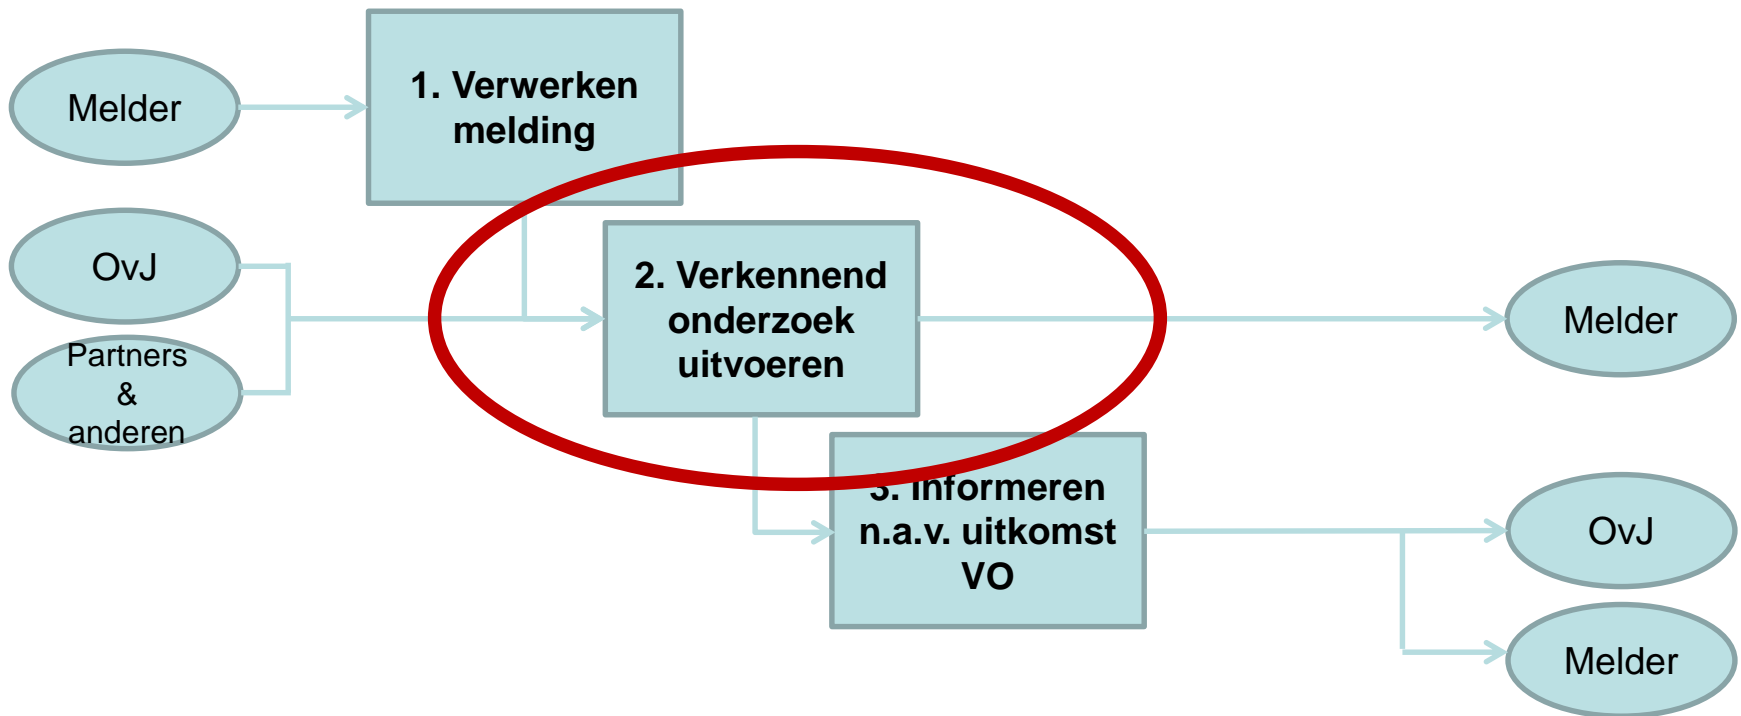 Melder
1. Verwerken
melding
OvJ
Partners
&
anderen
2. Verkennend
onderzoek
uitvoeren
Melder
3. Informeren
n.a.v. uitkomst
VO
OvJ
Melder